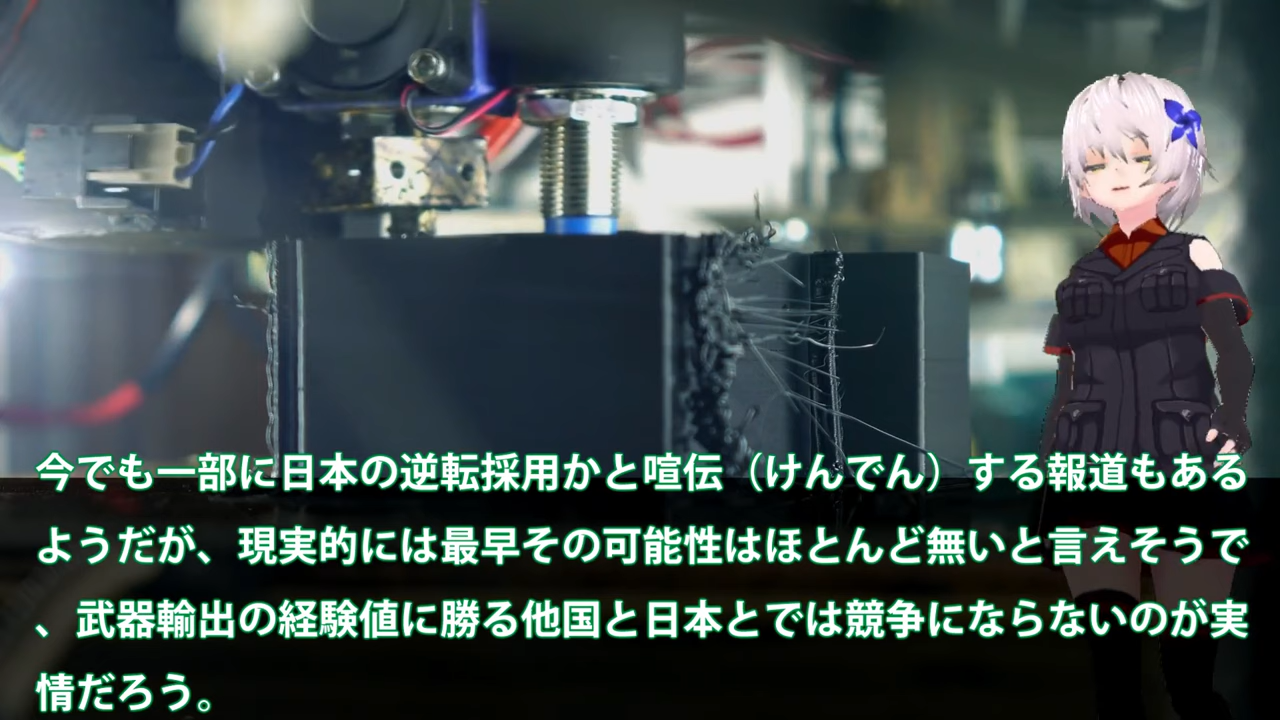 今でも一部に日本の逆転採用かと喧伝（けんでん）する報道もある
ようだが、現実的には最早その可能性はほとんど無いと言えそうで
、武器輸出の経験値に勝る他国と日本とでは競争にならないのが実
情だろう。